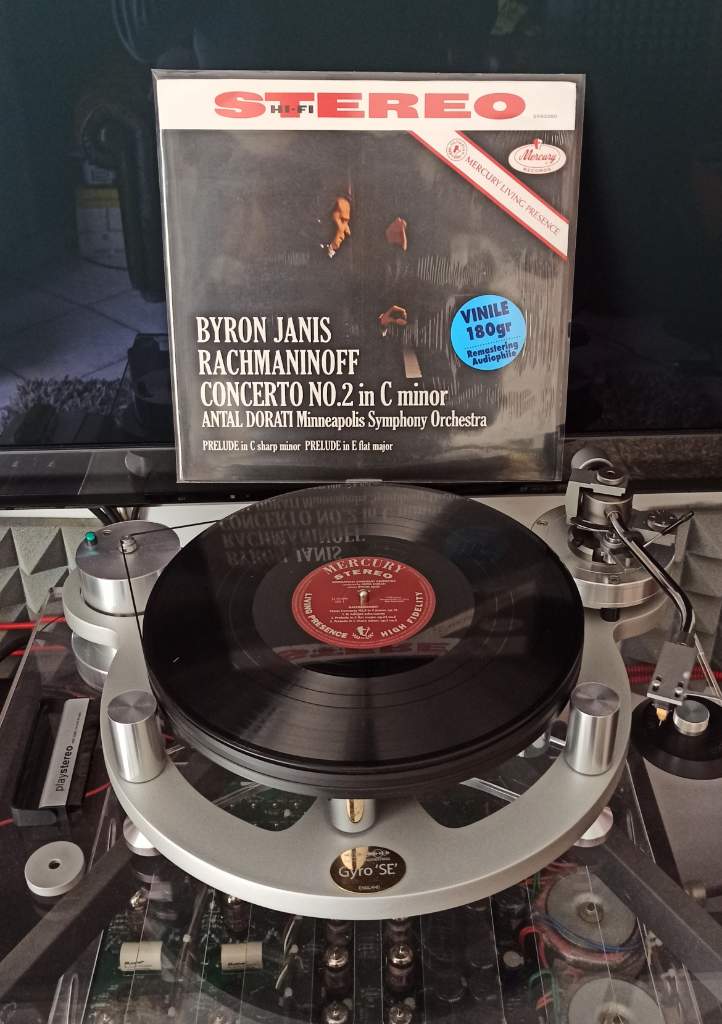 STEREO
HI-FI
Mercury
RECORDS
MERCURY LIVING PRESENCE
VINILE
180gr
Remastering
Audiophile
BYRON JANIS
RACHMANINOFF
CONCERTO NO.2 in C minor
ANTAL DORATI Minneapolis Symphony Orchestra
PRELUDE in C sharp minor PRELUDE in E flat major
MERCURY
STEREO
LIVING PRESENCE
HIGH FIDELITY
playstereo
Gyro 'SE'
ENGLAND